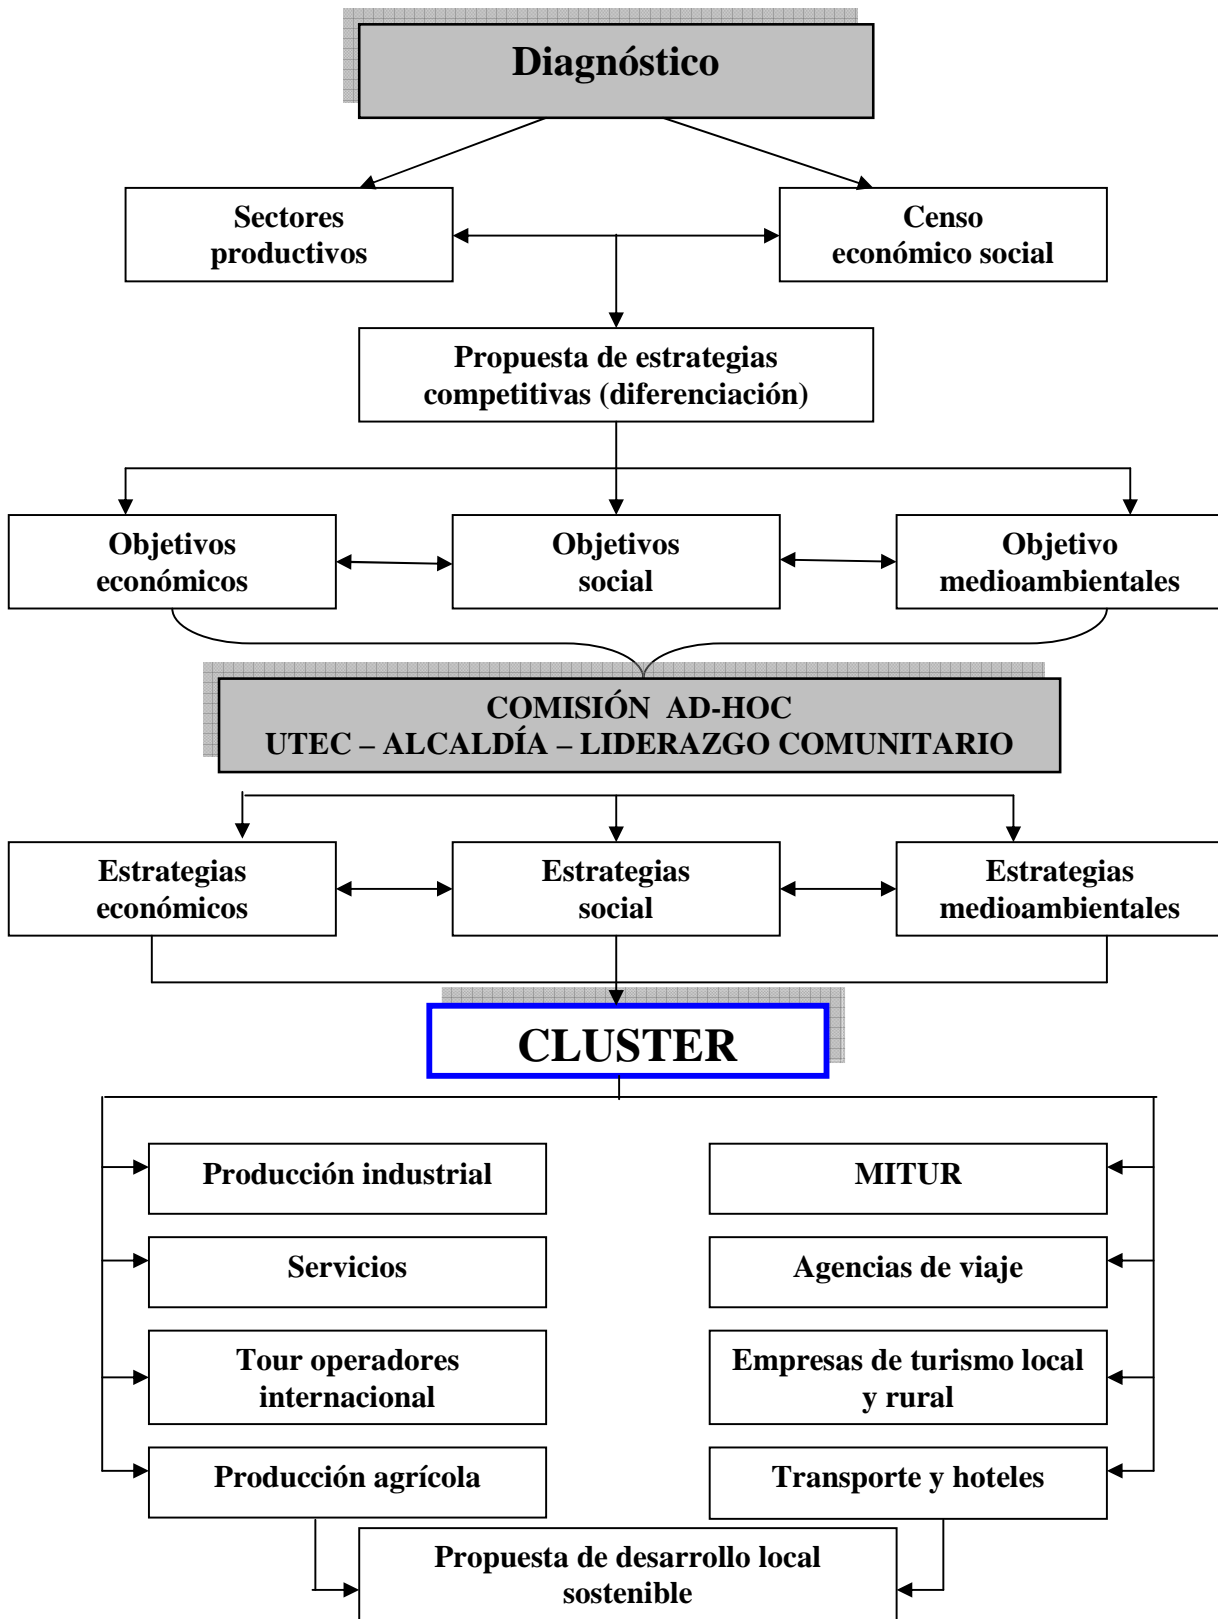 Diagnóstico
Sectores
productivos
Censo
económico social
Propuesta de estrategias
competitivas (diferenciación)
Objetivos
económicos
Objetivos
social
Objetivo
medioambientales
COMISIÓN AD-HOC
UTEC – ALCALDÍA – LIDERAZGO COMUNITARIO
Estrategias
económicos
Estrategias
social
Estrategias
medioambientales
CLUSTER
Producción industrial
MITUR
Servicios
Agencias de viaje
Tour operadores
internacional
Empresas de turismo local
y rural
Producción agrícola
Transporte y hoteles
Propuesta de desarrollo local
sostenible